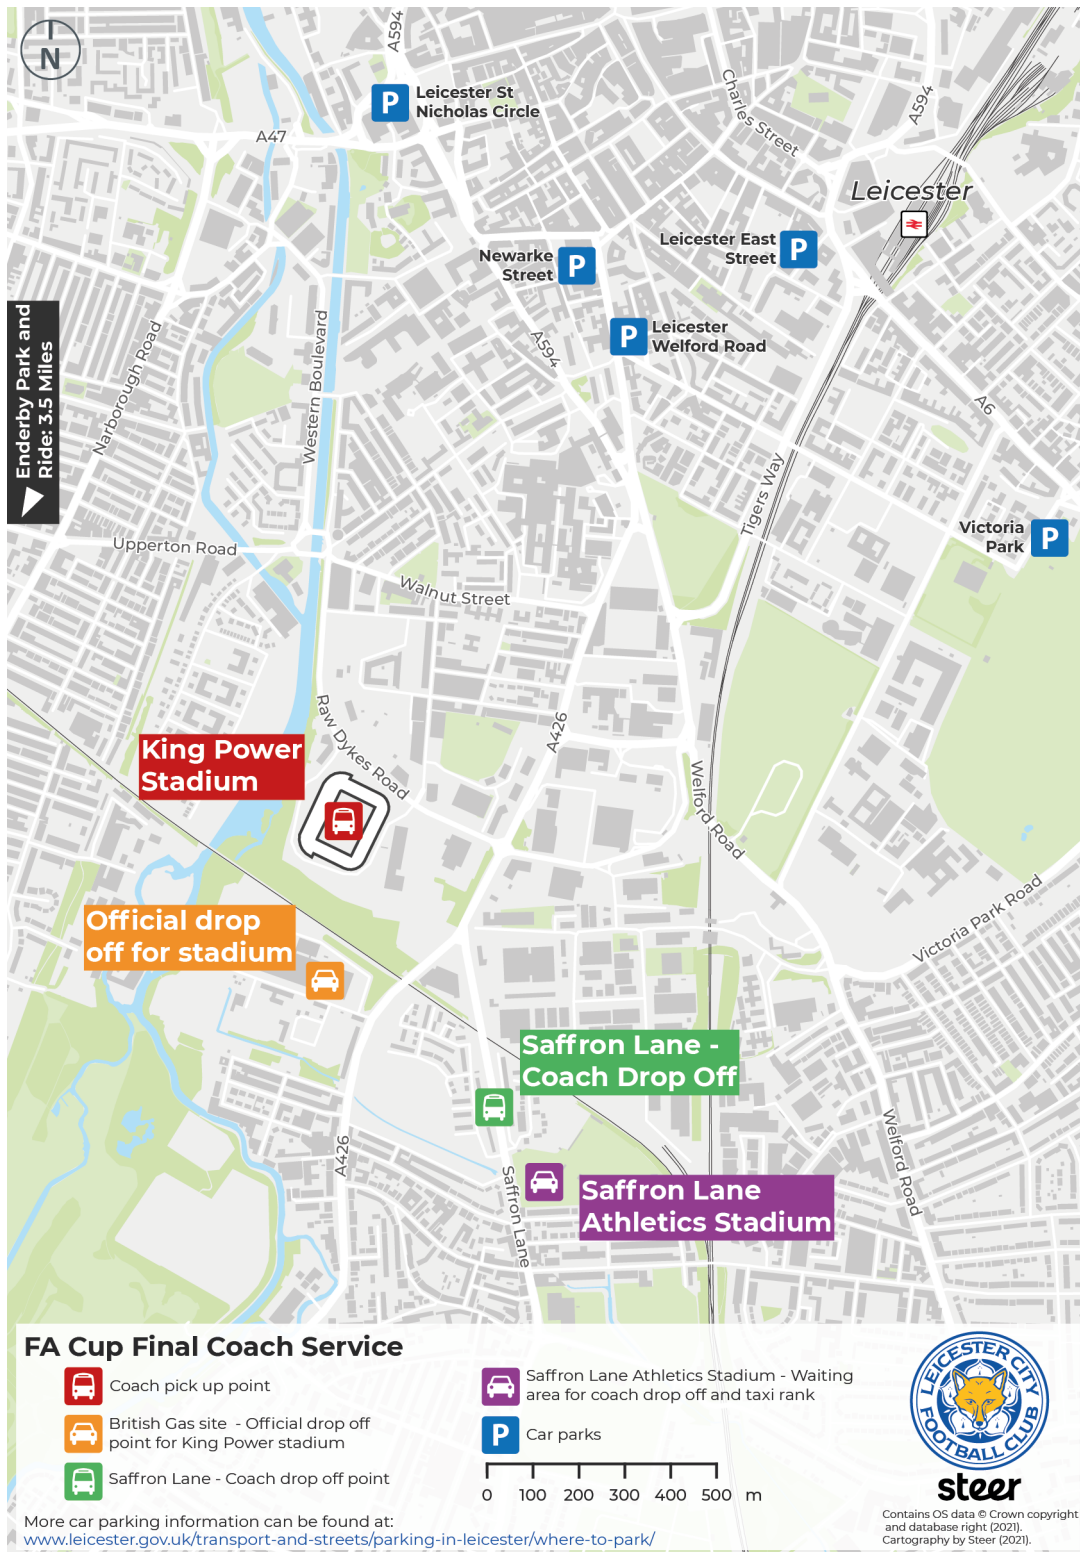 N
A594
Leicester St
Nicholas Circle
P
A47
Charles Street
A594
Leicester
Leicester East
Street
P
Newarke
Street
P
Leicester
Welford Road
P
A594
Enderby Park and
Ride: 3.5 Miles
Narborough Road
Western Boulevard
A6
Tigers Way
Victoria
Park
P
Upperton Road
Walnut Street
Raw Dykes Road
A426
King Power
Stadium
Welford Road
Victoria Park Road
Official drop
off for stadium
Saffron Lane -
Coach Drop Off
A426
Welford Road
Saffron Lane
Saffron Lane
Athletics Stadium
FA Cup Final Coach Service
Coach pick up point
British Gas site - Official drop off
point for King Power stadium
Saffron Lane - Coach drop off point
Saffron Lane Athletics Stadium - Waiting
area for coach drop off and taxi rank
P
Car parks
0 100 200 300 400 500 m
More car parking information can be found at:
www.leicester.gov.uk/transport-and-streets/parking-in-leicester/where-to-park/
LEICESTER CITY
FOOTBALL CLUB
steer
Contains OS data © Crown copyright
and database right (2021).
Cartography by Steer (2021).